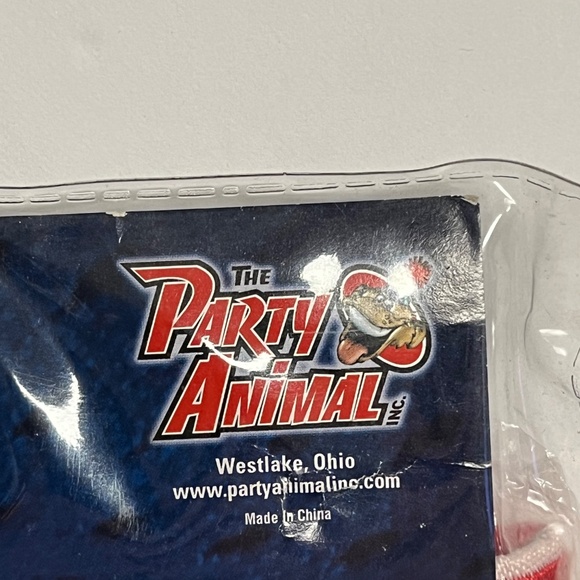 THE
PARTY
ANIMAL INC.
Westlake, Ohio
www.partyanimalinc.com
Made In China